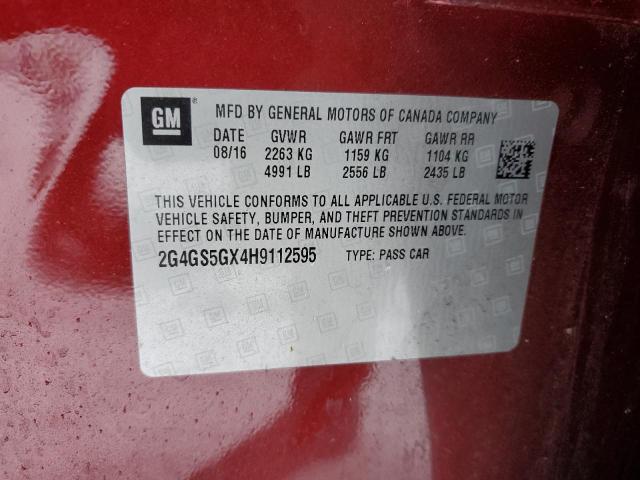 GM ® MFD BY GENERAL MOTORS OF CANADA COMPANY
DATE GVWR GAWR FRT GAWR RR
08/16 2263 KG 1159 KG 1104 KG
4991 LB 2556 LB 2435 LB
THIS VEHICLE CONFORMS TO ALL APPLICABLE U.S. FEDERAL MOTOR
VEHICLE SAFETY, BUMPER, AND THEFT PREVENTION STANDARDS IN
EFFECT ON THE DATE OF MANUFACTURE SHOWN ABOVE.
2G4GS5GX4H9112595 TYPE: PASS CAR